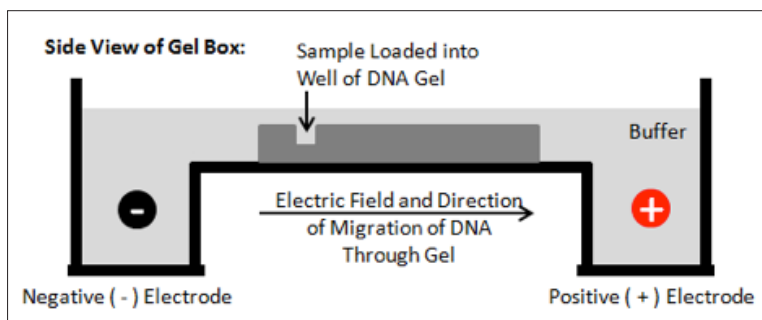 Side View of Gel Box:
Sample Loaded into
Well of DNA Gel
Buffer
-
Electric Field and Direction
of Migration of DNA
Through Gel
+
Negative ( - ) Electrode
Positive ( + ) Electrode